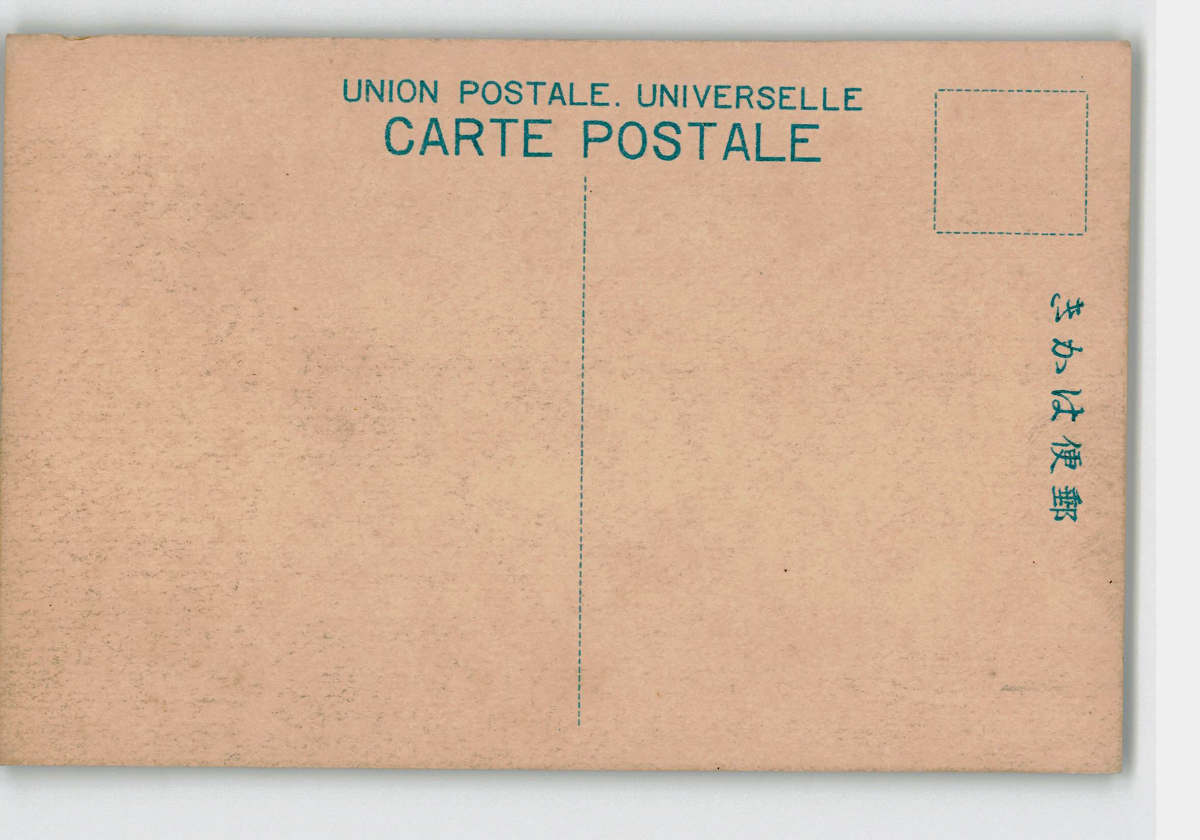 UNION POSTALE. UNIVERSELLE
CARTE POSTALE
郵便はかき